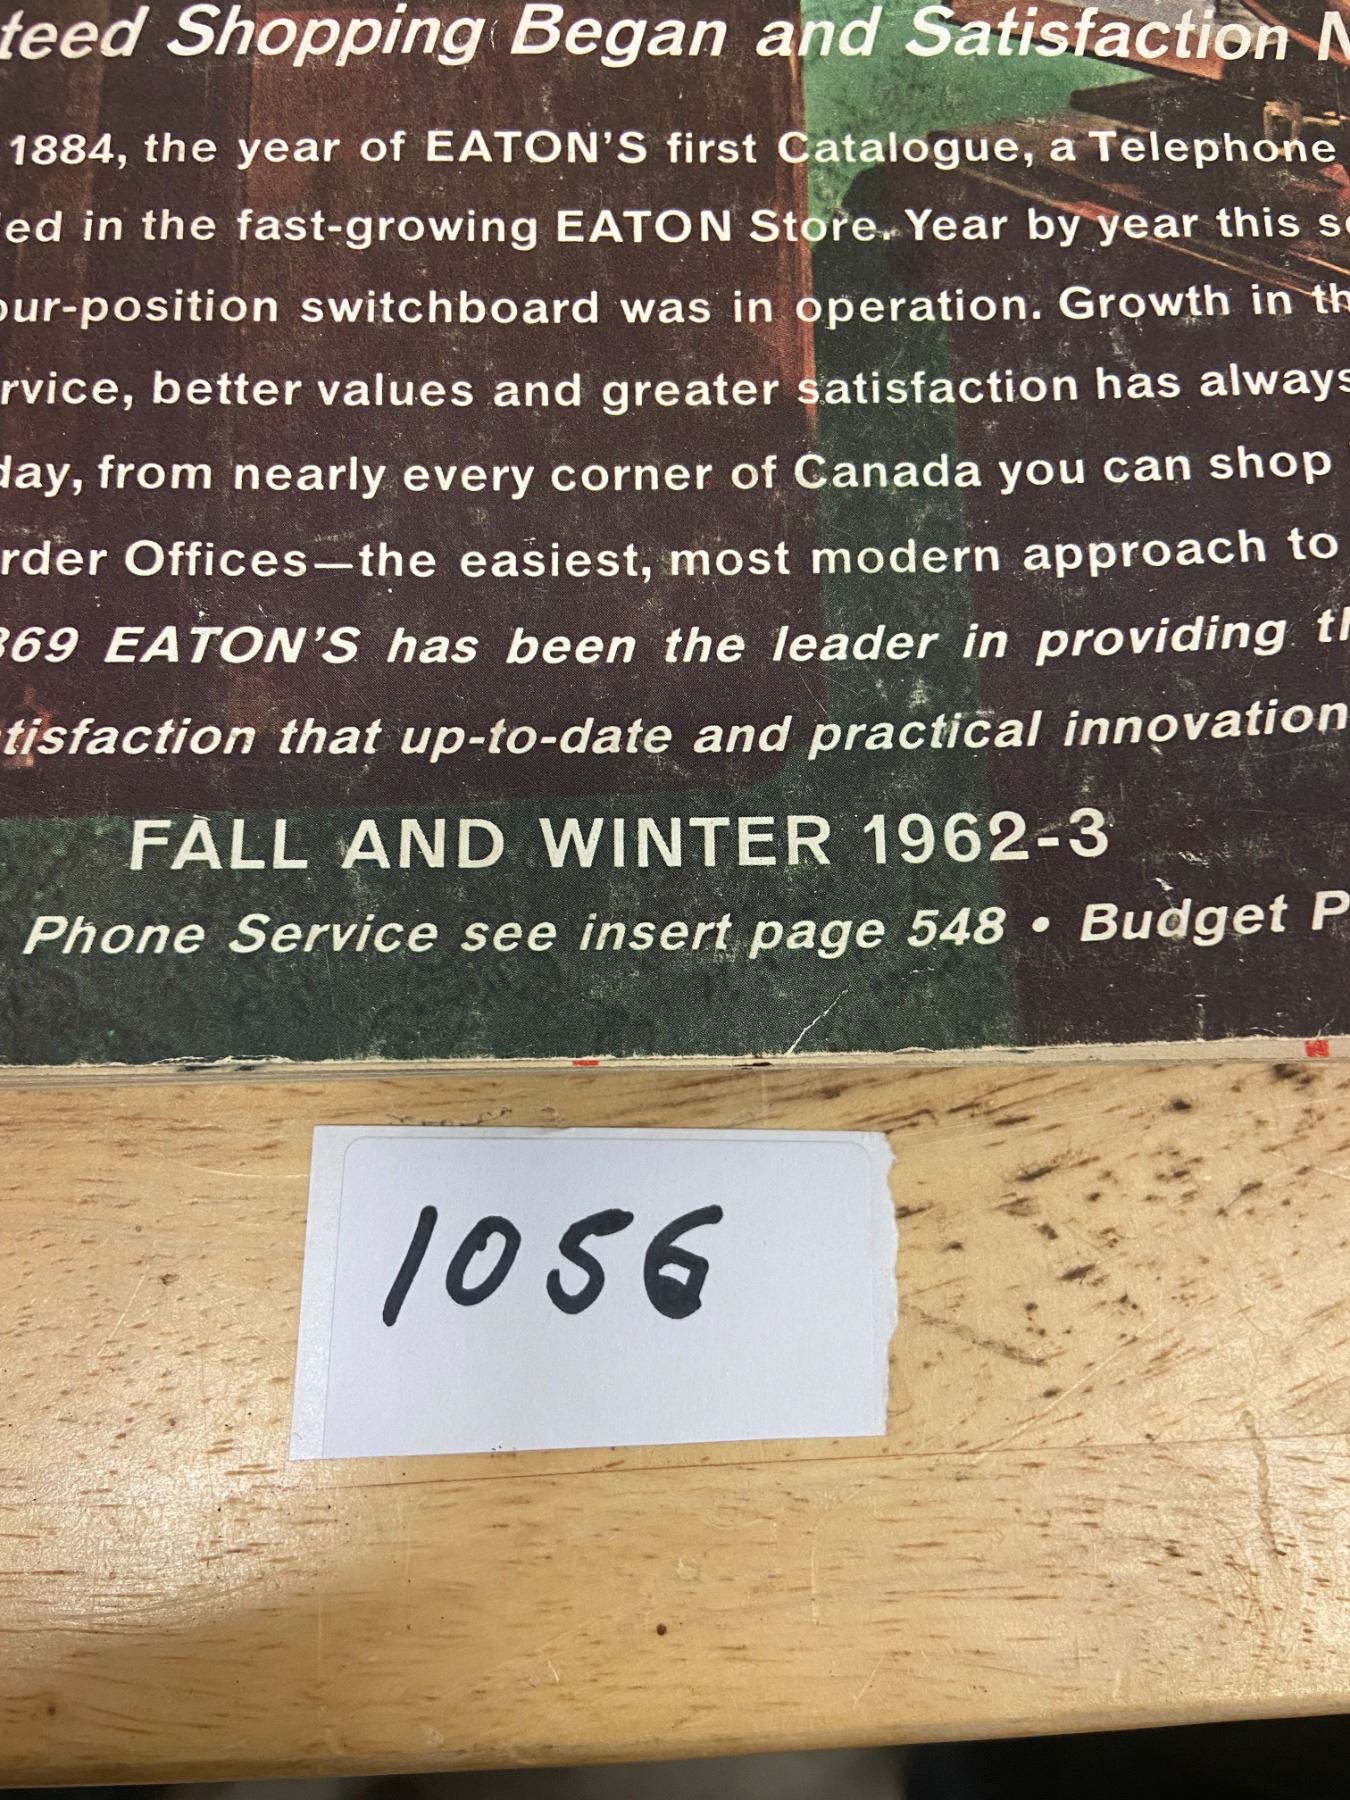 teed Shopping Began and Satisfaction N
1884, the year of EATON'S first Catalogue, a Telephone
ed in the fast-growing EATON Store. Year by year this se
our-position switchboard was in operation. Growth in th
rvice, better values and greater satisfaction has always
day, from nearly every corner of Canada you can shop
rder Offices—the easiest, most modern approach to
869 EATON'S has been the leader in providing th
tisfaction that up-to-date and practical innovation
FALL AND WINTER 1962-3
Phone Service see insert page 548 • Budget P
1056